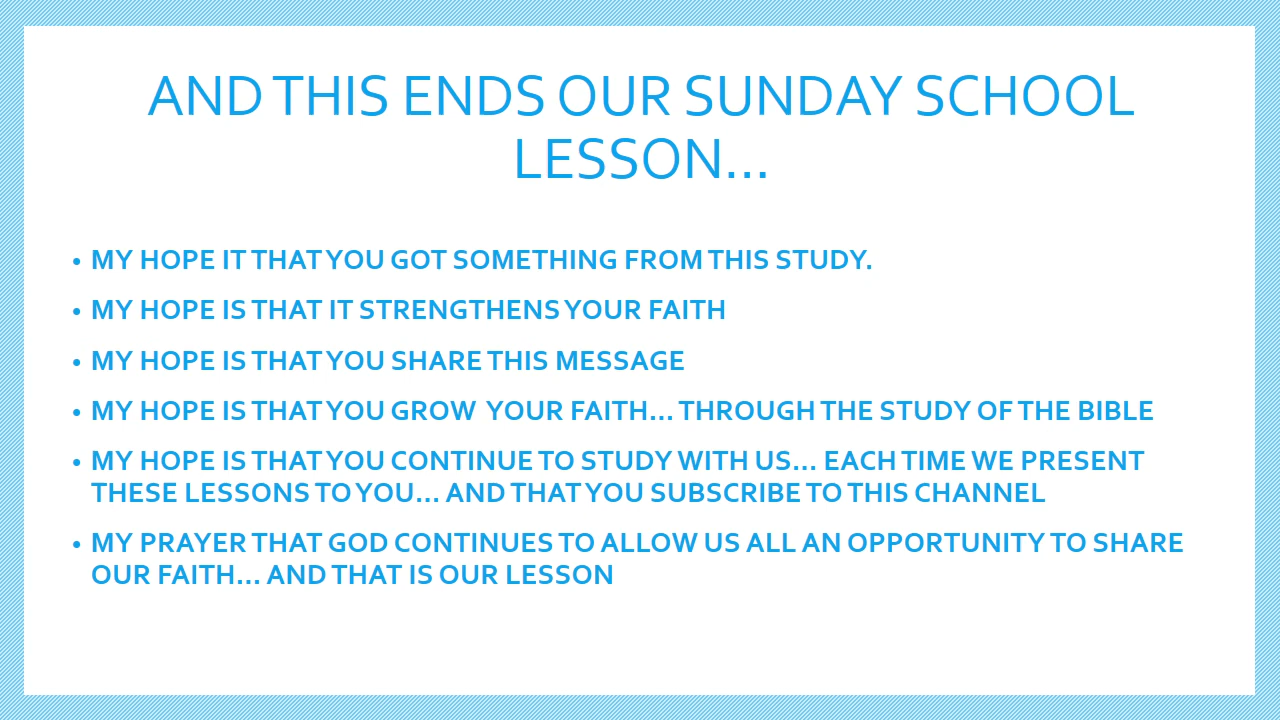 AND THIS ENDS OUR SUNDAY SCHOOL
LESSON...
• MY HOPE IT THAT YOU GOT SOMETHING FROM THIS STUDY.
• MY HOPE IS THAT IT STRENGTHENS YOUR FAITH
• MY HOPE IS THAT YOU SHARE THIS MESSAGE
• MY HOPE IS THAT YOU GROW YOUR FAITH... THROUGH THE STUDY OF THE BIBLE
• MY HOPE IS THAT YOU CONTINUE TO STUDY WITH US... EACH TIME WE PRESENT
THESE LESSONS TO YOU... AND THAT YOU SUBSCRIBE TO THIS CHANNEL
• MY PRAYER THAT GOD CONTINUES TO ALLOW US ALL AN OPPORTUNITY TO SHARE
OUR FAITH... AND THAT IS OUR LESSON